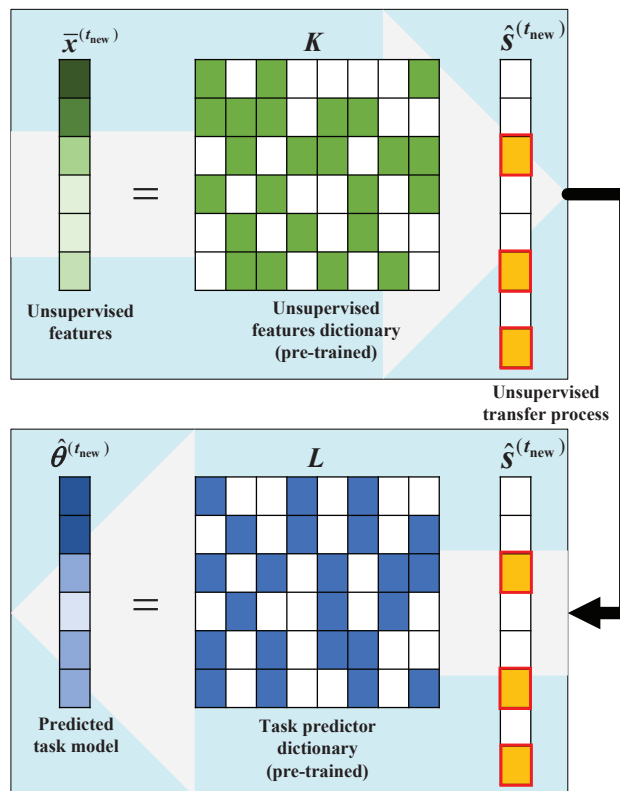 x̅^(t_new)
K
ŝ^(t_new)
=
Unsupervised
features
Unsupervised
features dictionary
(pre-trained)
Unsupervised
transfer process
θ̂^(t_new)
L
ŝ^(t_new)
=
Predicted
task model
Task predictor
dictionary
(pre-trained)